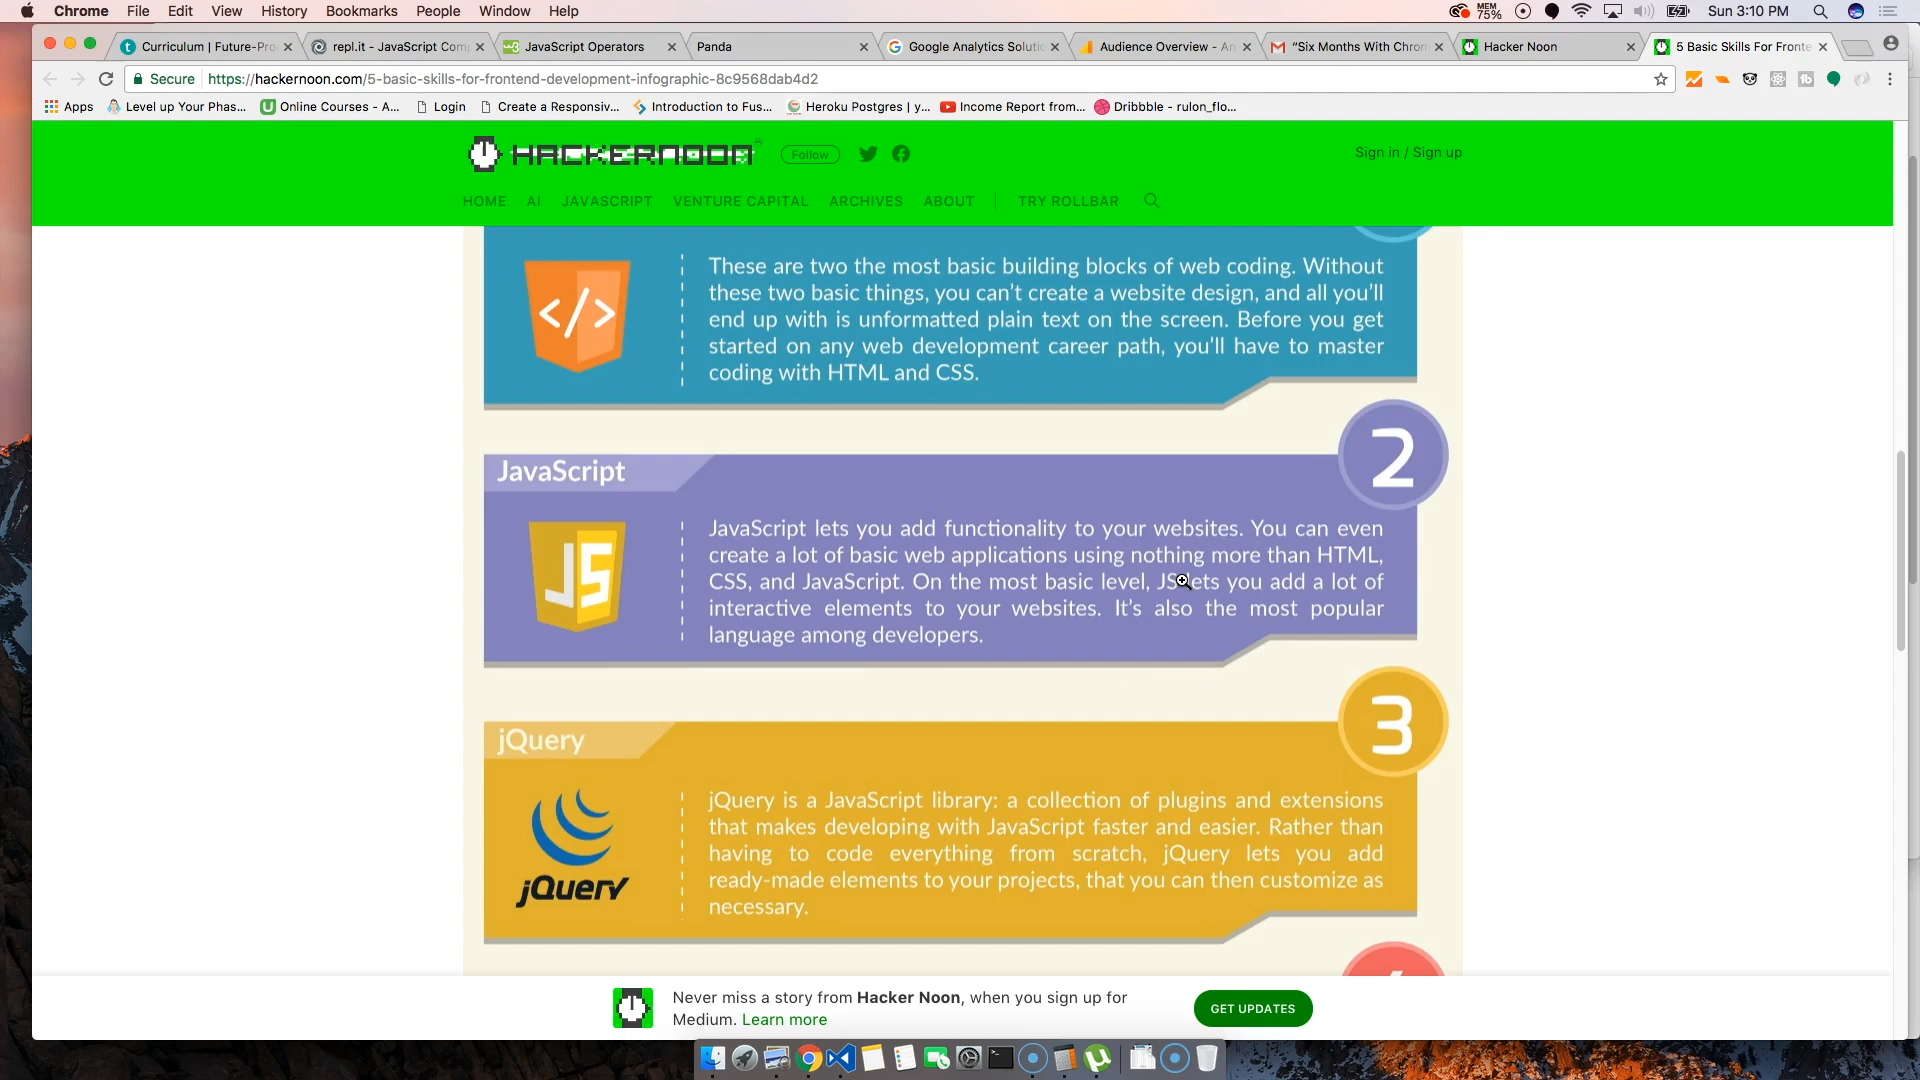 Chrome File Edit View History Bookmarks People Window Help MEM 75% Sun 3:10 PM
Curriculum | Future-Pro repl.it - JavaScript Com JavaScript Operators Panda Google Analytics Soluti Audience Overview - An "Six Months With Chrom Hacker Noon 5 Basic Skills For Fronte
Secure https://hackernoon.com/5-basic-skills-for-frontend-development-infographic-8c9568dab4d2
Apps Level up Your Phas... Online Courses - A... Login Create a Responsiv... Introduction to Fus... Heroku Postgres | y... Income Report from... Dribbble - rulon_flo...
HACKERNOON Follow Sign in / Sign up
HOME AI JAVASCRIPT VENTURE CAPITAL ARCHIVES ABOUT | TRY ROLLBAR
</>
These are two the most basic building blocks of web coding. Without
these two basic things, you can't create a website design, and all you'll
end up with is unformatted plain text on the screen. Before you get
started on any web development career path, you'll have to master
coding with HTML and CSS.
2
JavaScript
JS
JavaScript lets you add functionality to your websites. You can even
create a lot of basic web applications using nothing more than HTML,
CSS, and JavaScript. On the most basic level, JS lets you add a lot of
interactive elements to your websites. It's also the most popular
language among developers.
3
jQuery
jQuery
jQuery is a JavaScript library: a collection of plugins and extensions
that makes developing with JavaScript faster and easier. Rather than
having to code everything from scratch, jQuery lets you add
ready-made elements to your projects, that you can then customize as
necessary.
Never miss a story from Hacker Noon, when you sign up for
Medium. Learn more
GET UPDATES